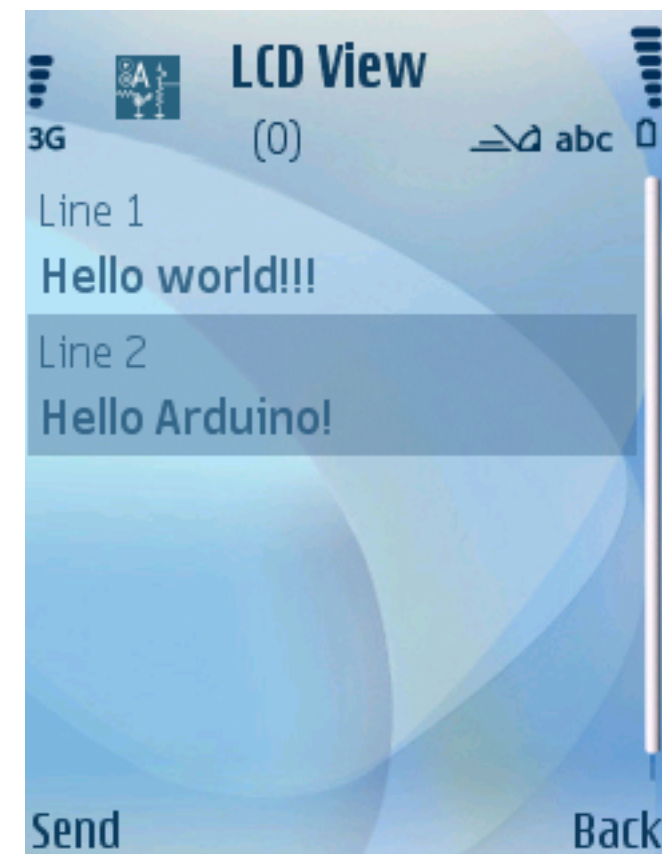 LCD View
3G
(0)
abc
Line 1
Hello world!!!
Line 2
Hello Arduino!
Send
Back